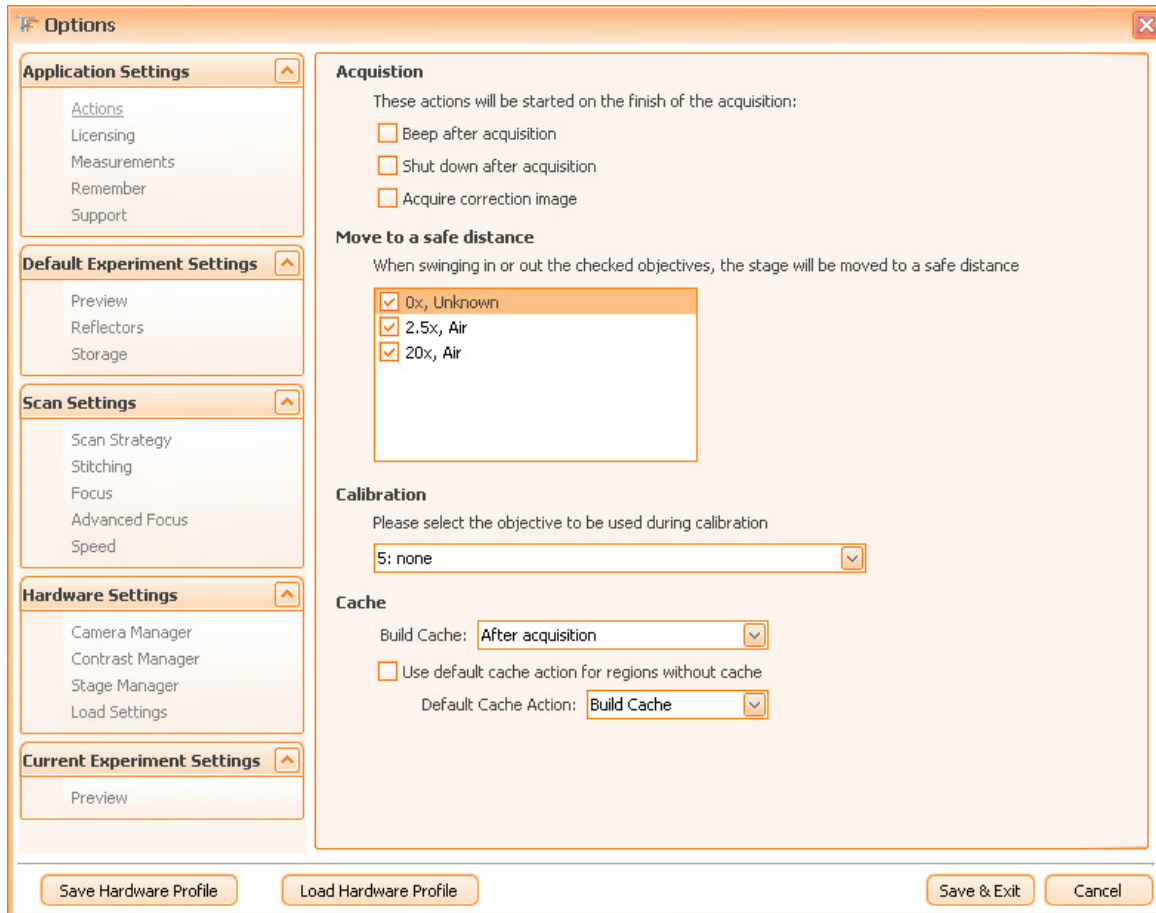 Options
Application Settings
Actions
Licensing
Measurements
Remember
Support
Default Experiment Settings
Preview
Reflectors
Storage
Scan Settings
Scan Strategy
Stitching
Focus
Advanced Focus
Speed
Hardware Settings
Camera Manager
Contrast Manager
Stage Manager
Load Settings
Current Experiment Settings
Preview
Acquistion
These actions will be started on the finish of the acquisition:
Beep after acquisition
Shut down after acquisition
Acquire correction image
Move to a safe distance
When swinging in or out the checked objectives, the stage will be moved to a safe distance
0x, Unknown
2.5x, Air
20x, Air
Calibration
Please select the objective to be used during calibration
5: none
Cache
Build Cache: After acquisition
Use default cache action for regions without cache
Default Cache Action: Build Cache
Save Hardware Profile
Load Hardware Profile
Save & Exit
Cancel